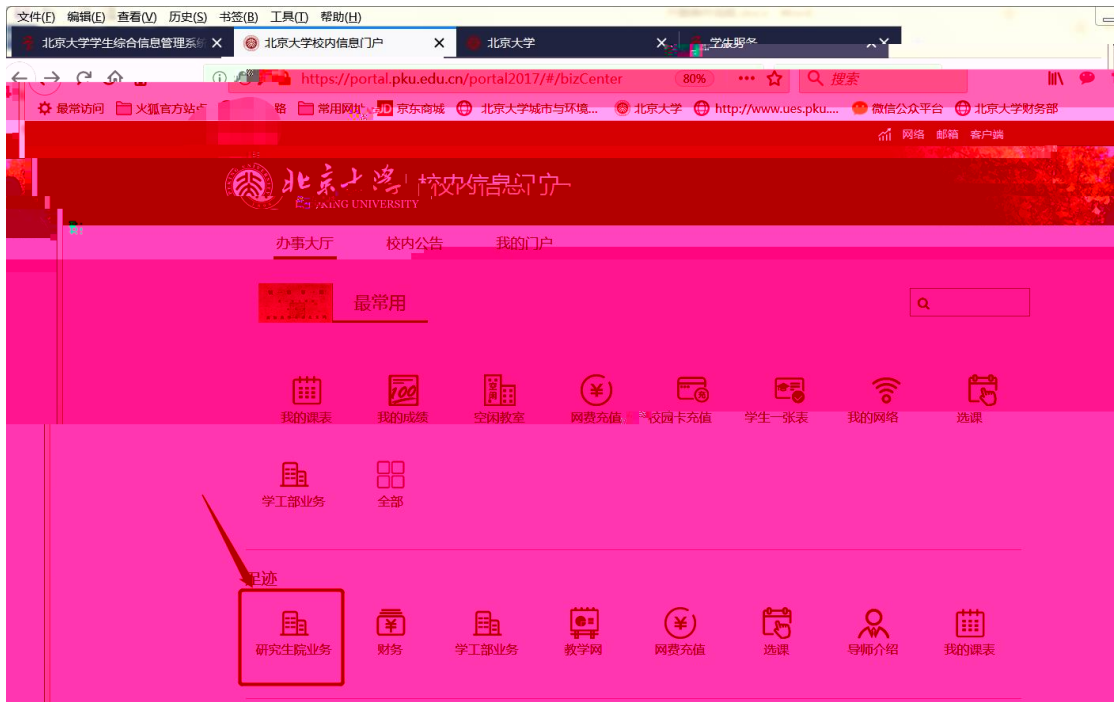 文件(F) 编辑(E) 查看(V) 历史(S) 书签(B) 工具(T) 帮助(H)
北京大学学生综合信息管理系统 北京大学校内信息门户 北京大学
https://portal.pku.edu.cn/portal2017/#/bizCenter 80% 搜索
最常访问 火狐官方站点 常用网址 JD 京东商城 北京大学城市与环境... 北京大学 http://www.ues.pku.... 微信公众平台 北京大学财务部
网络 邮箱 客户端
北京大学 校内信息门户
UNIVERSITY
办事大厅 校内公告 我的门户
最常用
我的课表 我的成绩 空闲教室 网费充值 校园卡充值 学生一张表 我的网络 选课
学工部业务 全部
足迹
研究生院业务 财务 学工部业务 教学网 网费充值 选课 导师介绍 我的课表